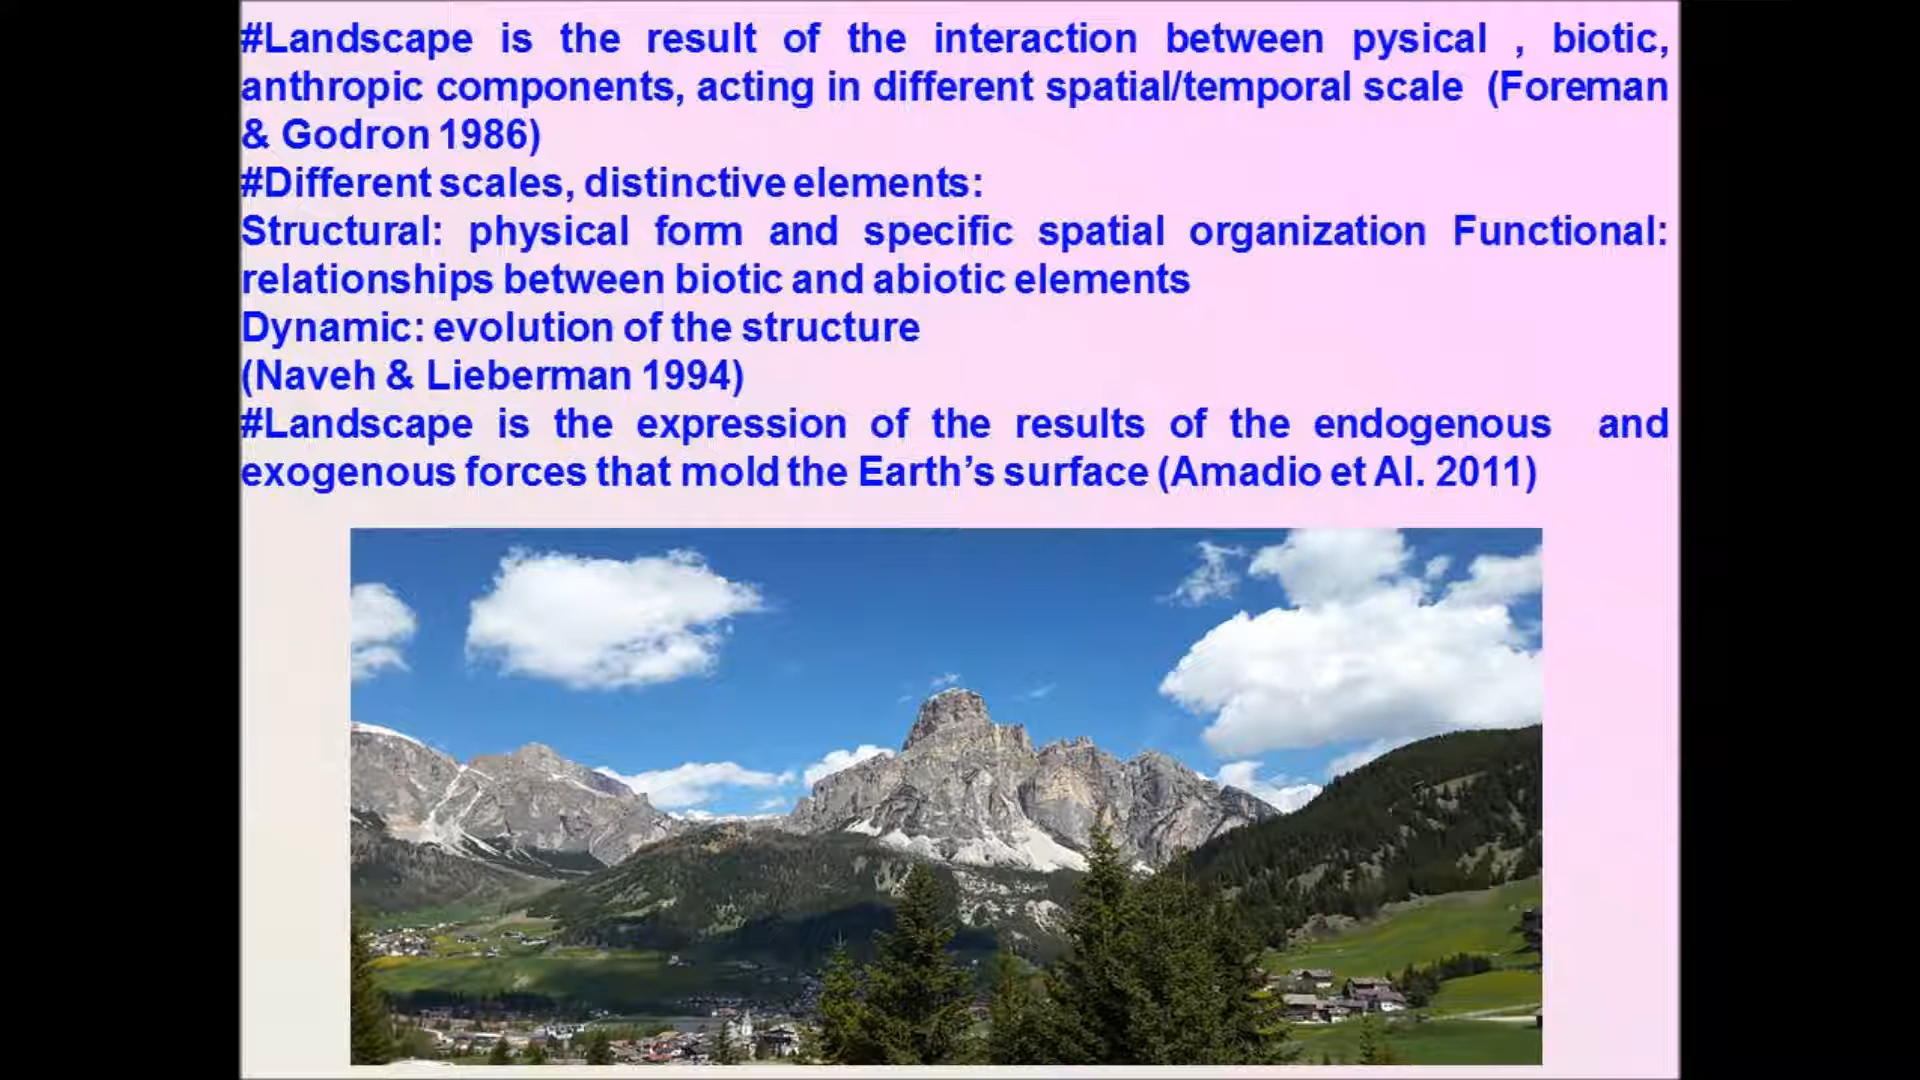 #Landscape is the result of the interaction between pysical , biotic,
anthropic components, acting in different spatial/temporal scale (Foreman
& Godron 1986)
#Different scales, distinctive elements:
Structural: physical form and specific spatial organization Functional:
relationships between biotic and abiotic elements
Dynamic: evolution of the structure
(Naveh & Lieberman 1994)
#Landscape is the expression of the results of the endogenous and
exogenous forces that mold the Earth’s surface (Amadio et Al. 2011)